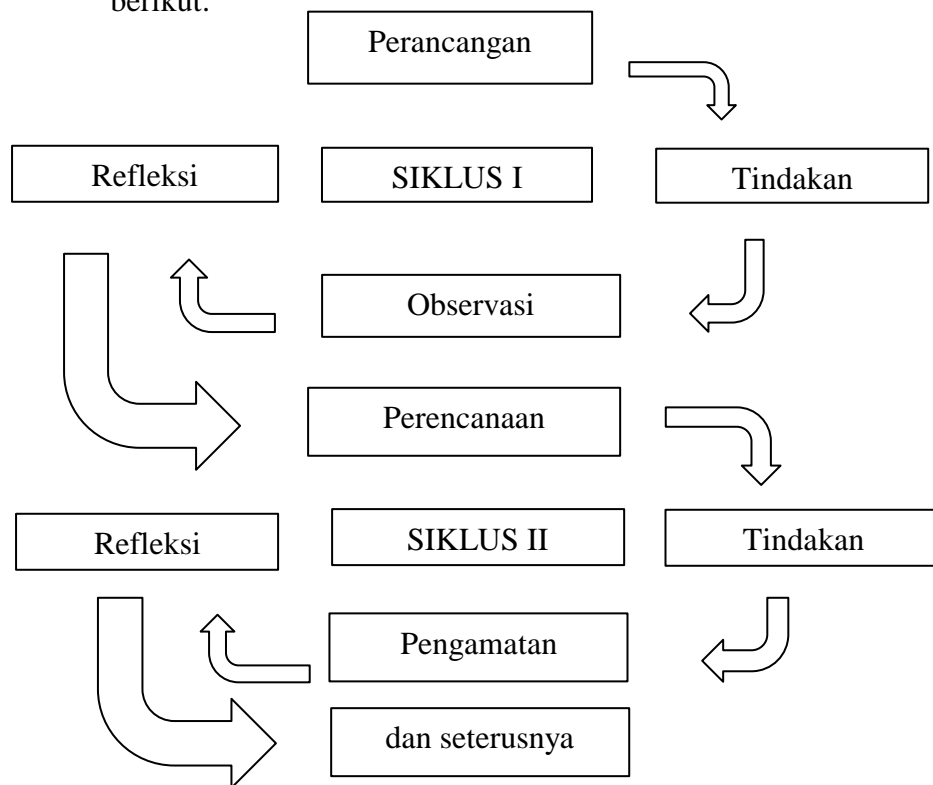 berikut.
Perancangan
Refleksi SIKLUS I Tindakan
Observasi
Perencanaan
Refleksi SIKLUS II Tindakan
Pengamatan
dan seterusnya